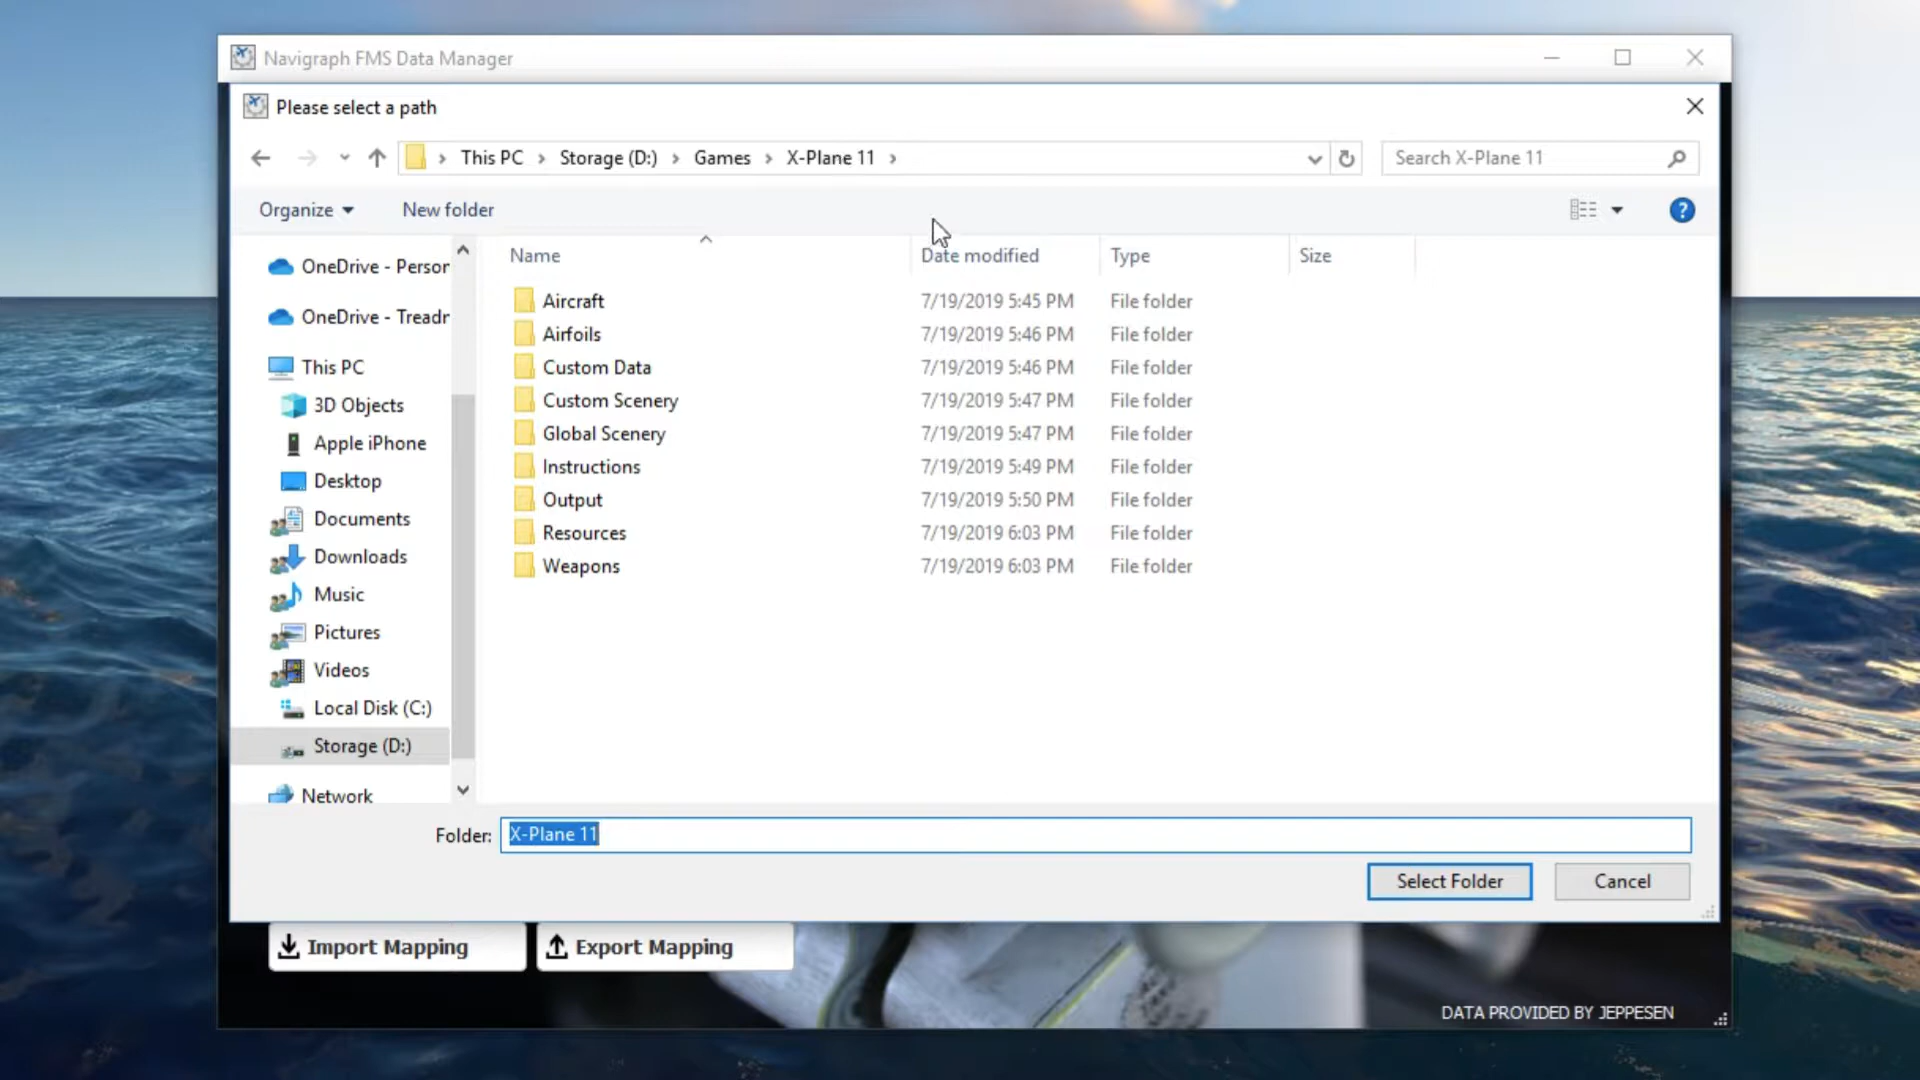 Navigraph FMS Data Manager
Please select a path
This PC Storage (D:) Games X-Plane 11
Search X-Plane 11
Organize New folder
Name Date modified Type Size
OneDrive - Person
OneDrive - Treadn
This PC
3D Objects
Apple iPhone
Desktop
Documents
Downloads
Music
Pictures
Videos
Local Disk (C:)
Storage (D:)
Network
Aircraft 7/19/2019 5:45 PM File folder
Airfoils 7/19/2019 5:46 PM File folder
Custom Data 7/19/2019 5:46 PM File folder
Custom Scenery 7/19/2019 5:47 PM File folder
Global Scenery 7/19/2019 5:47 PM File folder
Instructions 7/19/2019 5:49 PM File folder
Output 7/19/2019 5:50 PM File folder
Resources 7/19/2019 6:03 PM File folder
Weapons 7/19/2019 6:03 PM File folder
Folder: X-Plane 11
Select Folder Cancel
Import Mapping Export Mapping
DATA PROVIDED BY JEPPESEN